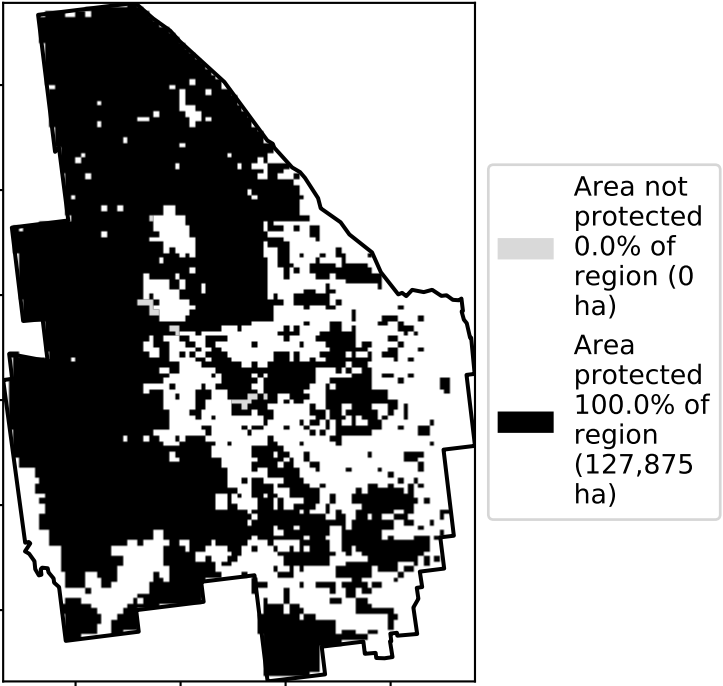 Area not
protected
0.0% of
region (0
ha)
Area
protected
100.0% of
region
(127,875
ha)